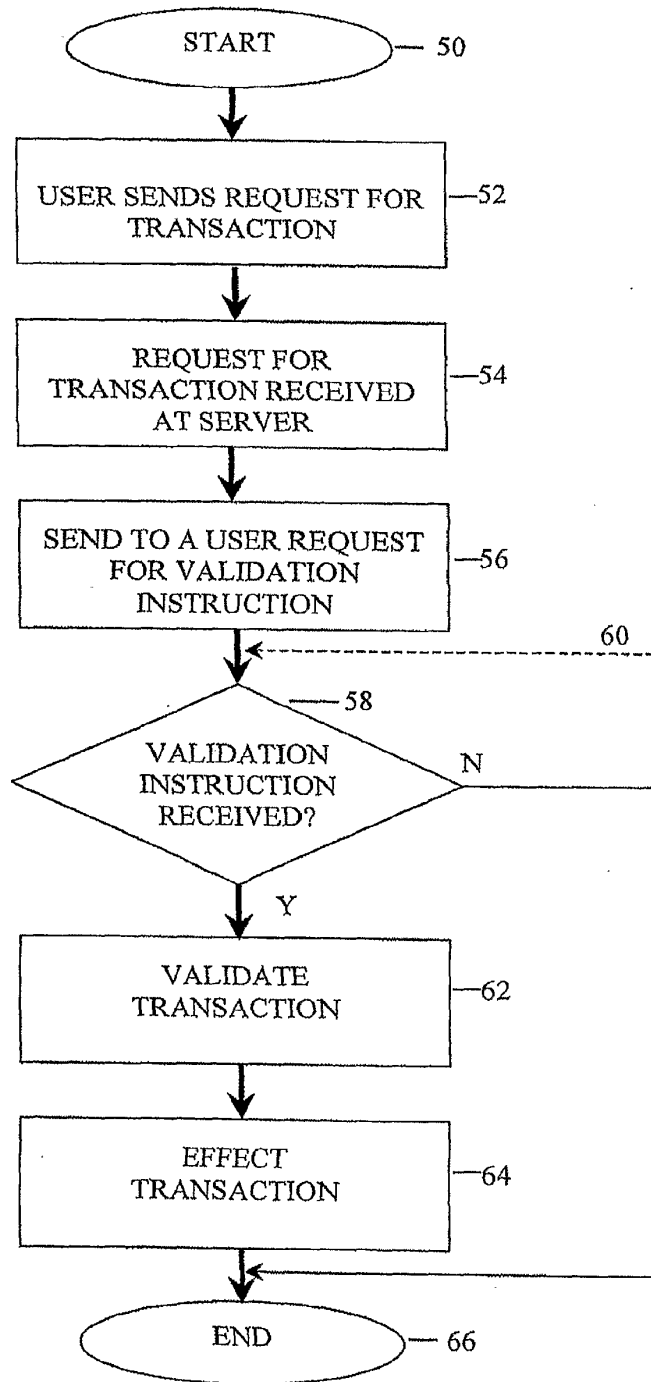 START
50
USER SENDS REQUEST FOR
TRANSACTION
52
REQUEST FOR
TRANSACTION RECEIVED
AT SERVER
54
SEND TO A USER REQUEST
FOR VALIDATION
INSTRUCTION
56
60
58
VALIDATION
INSTRUCTION
RECEIVED?
N
Y
VALIDATE
TRANSACTION
62
EFFECT
TRANSACTION
64
END
66